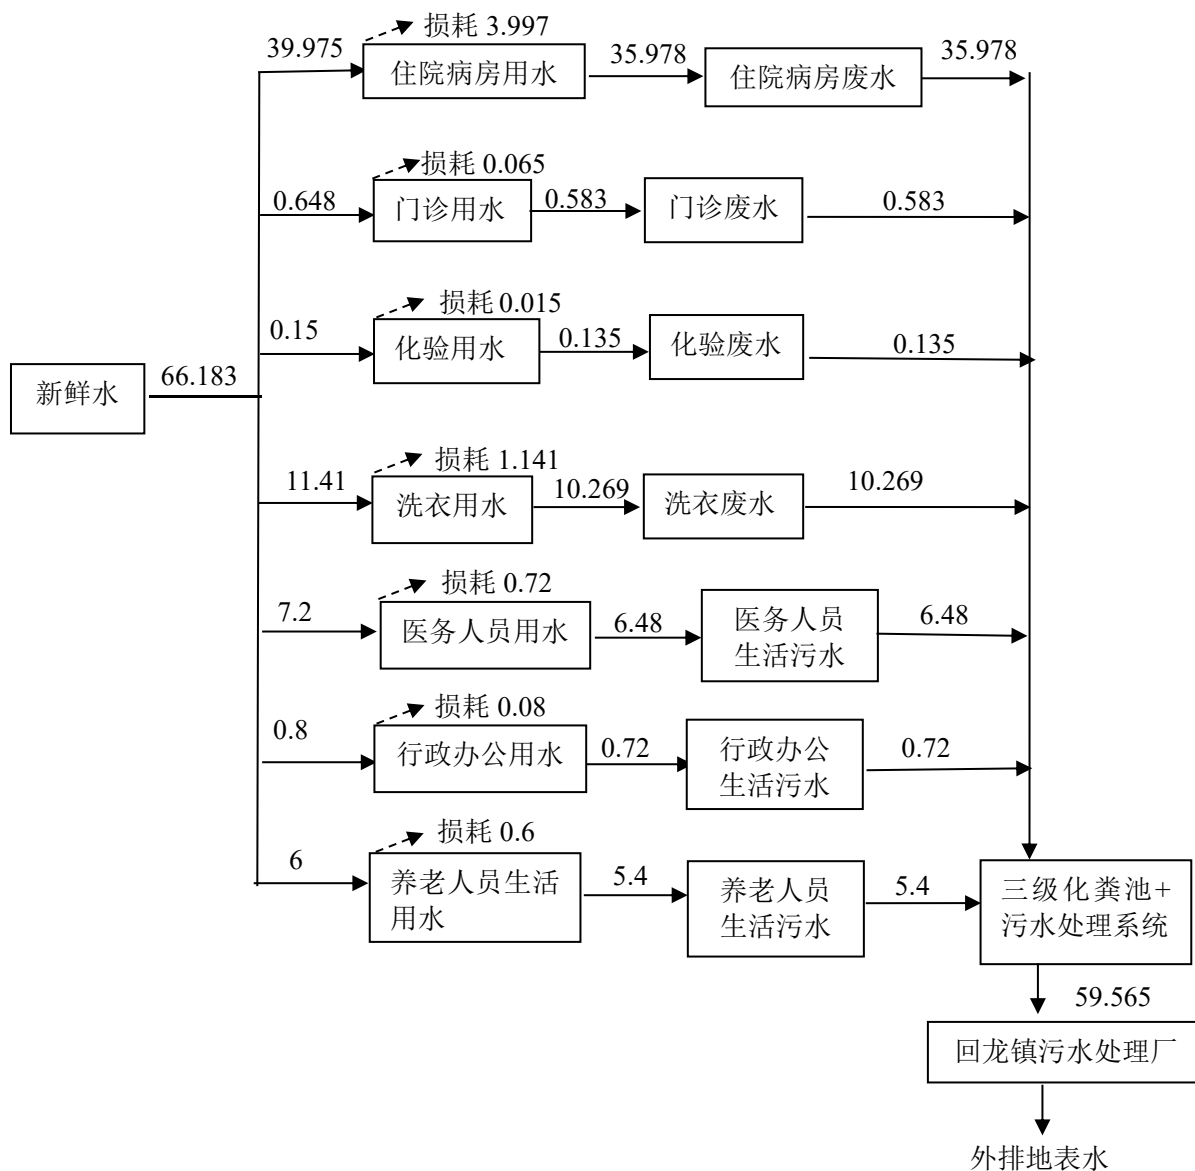 损耗 3.997
39.975
住院病房用水
35.978
住院病房废水
35.978
损耗 0.065
0.648
门诊用水
0.583
门诊废水
0.583
损耗 0.015
0.15
化验用水
0.135
化验废水
0.135
新鲜水
66.183
损耗 1.141
11.41
洗衣用水
10.269
洗衣废水
10.269
损耗 0.72
7.2
医务人员用水
6.48
医务人员
生活污水
6.48
损耗 0.08
0.8
行政办公用水
0.72
行政办公
生活污水
0.72
损耗 0.6
6
养老人员生活
用水
5.4
养老人员
生活污水
5.4
三级化粪池+
污水处理系统
59.565
回龙镇污水处理厂
外排地表水